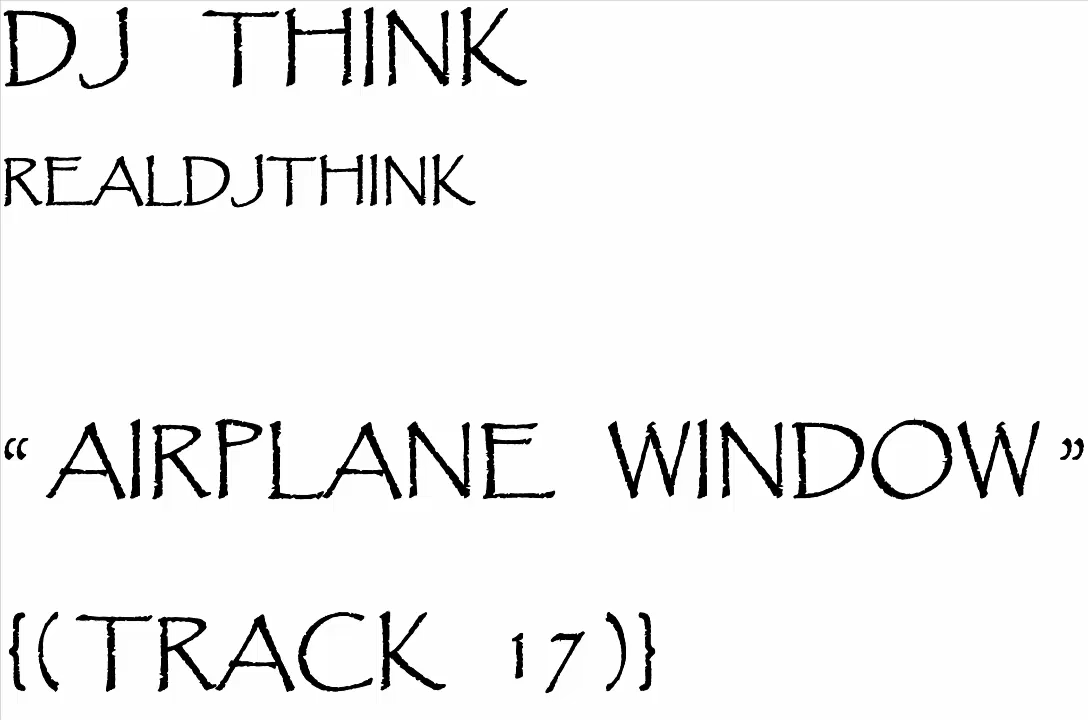 DJ THINK
REALDJTHINK
“ AIRPLANE WINDOW ”
{( TRACK 17 )}